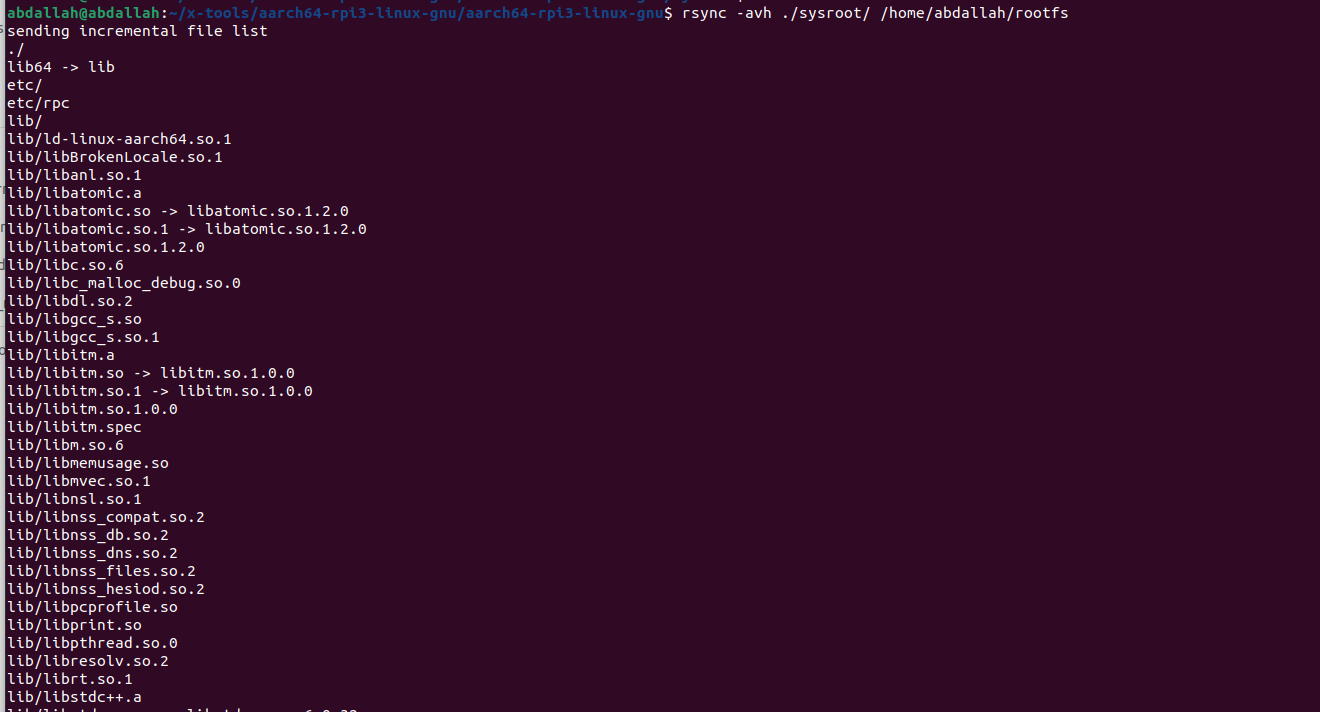 abdallah@abdallah:~/x-tools/aarch64-rpi3-linux-gnu/aarch64-rpi3-linux-gnu$ rsync -avh ./sysroot/ /home/abdallah/rootfs
sending incremental file list
./
lib64 -> lib
etc/
etc/rpc
lib/
lib/ld-linux-aarch64.so.1
lib/libBrokenLocale.so.1
lib/libanl.so.1
lib/libatomic.a
lib/libatomic.so -> libatomic.so.1.2.0
lib/libatomic.so.1 -> libatomic.so.1.2.0
lib/libatomic.so.1.2.0
lib/libc.so.6
lib/libc_malloc_debug.so.0
lib/libdl.so.2
lib/libgcc_s.so
lib/libgcc_s.so.1
lib/libitm.a
lib/libitm.so -> libitm.so.1.0.0
lib/libitm.so.1 -> libitm.so.1.0.0
lib/libitm.so.1.0.0
lib/libitm.spec
lib/libm.so.6
lib/libmemusage.so
lib/libmvec.so.1
lib/libnsl.so.1
lib/libnss_compat.so.2
lib/libnss_db.so.2
lib/libnss_dns.so.2
lib/libnss_files.so.2
lib/libnss_hesiod.so.2
lib/libpcprofile.so
lib/libprint.so
lib/libpthread.so.0
lib/libresolv.so.2
lib/librt.so.1
lib/libstdc++.a